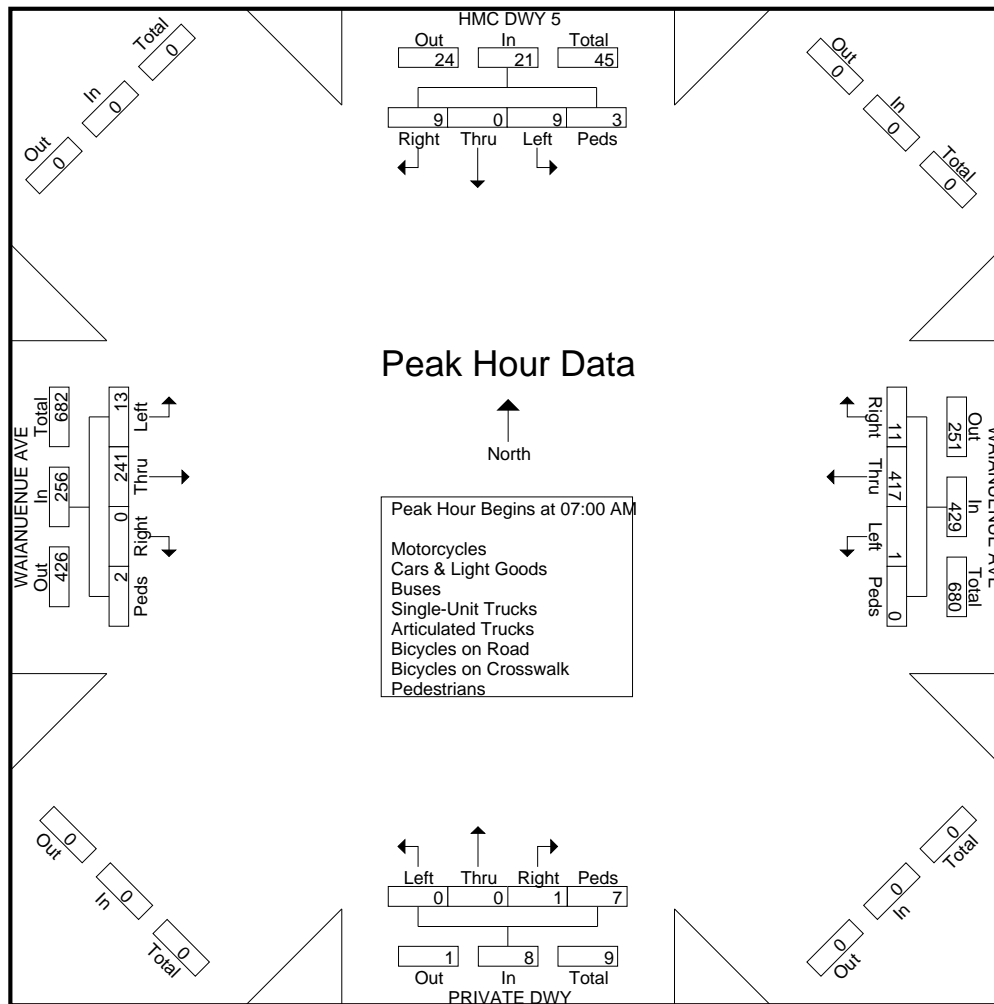 HMC DWY 5
Out In Total
24 21 45
9 0 9 3
Right Thru Left Peds
Total
0
In
0
Out
0
Out
0
In
0
Total
0
Peak Hour Data
North
Peak Hour Begins at 07:00 AM
Motorcycles
Cars & Light Goods
Buses
Single-Unit Trucks
Articulated Trucks
Bicycles on Road
Bicycles on Crosswalk
Pedestrians
WAIANUENUE AVE
Out In Total
426 256 682
2 0 241 13
Peds Right Thru Left
WAIANUENUE AVE
Out In Total
251 429 680
11 417 1 0
Right Thru Left Peds
Left Thru Right Peds
0 0 1 7
1 8 9
Out In Total
PRIVATE DWY
0
Out
0
In
0
Total
0
Total
0
In
0
Out